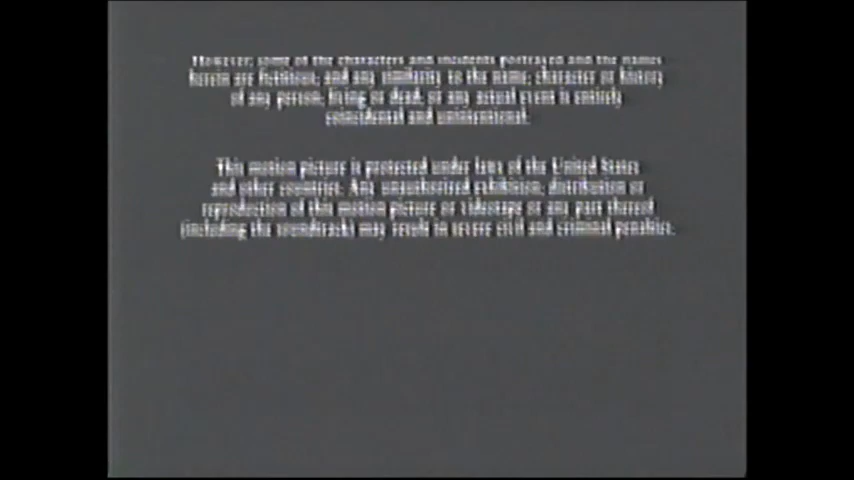 However, some of the characters and incidents portrayed and the names
herein are fictitious, and any similarity to the name, character or history
of any person, living or dead, or any actual event is entirely
coincidental and unintentional.
This motion picture is protected under laws of the United States
and other countries. Any unauthorized exhibition, distribution or
reproduction of this motion picture or videotape or any part thereof
(including the soundtrack) may result in severe civil and criminal penalties.